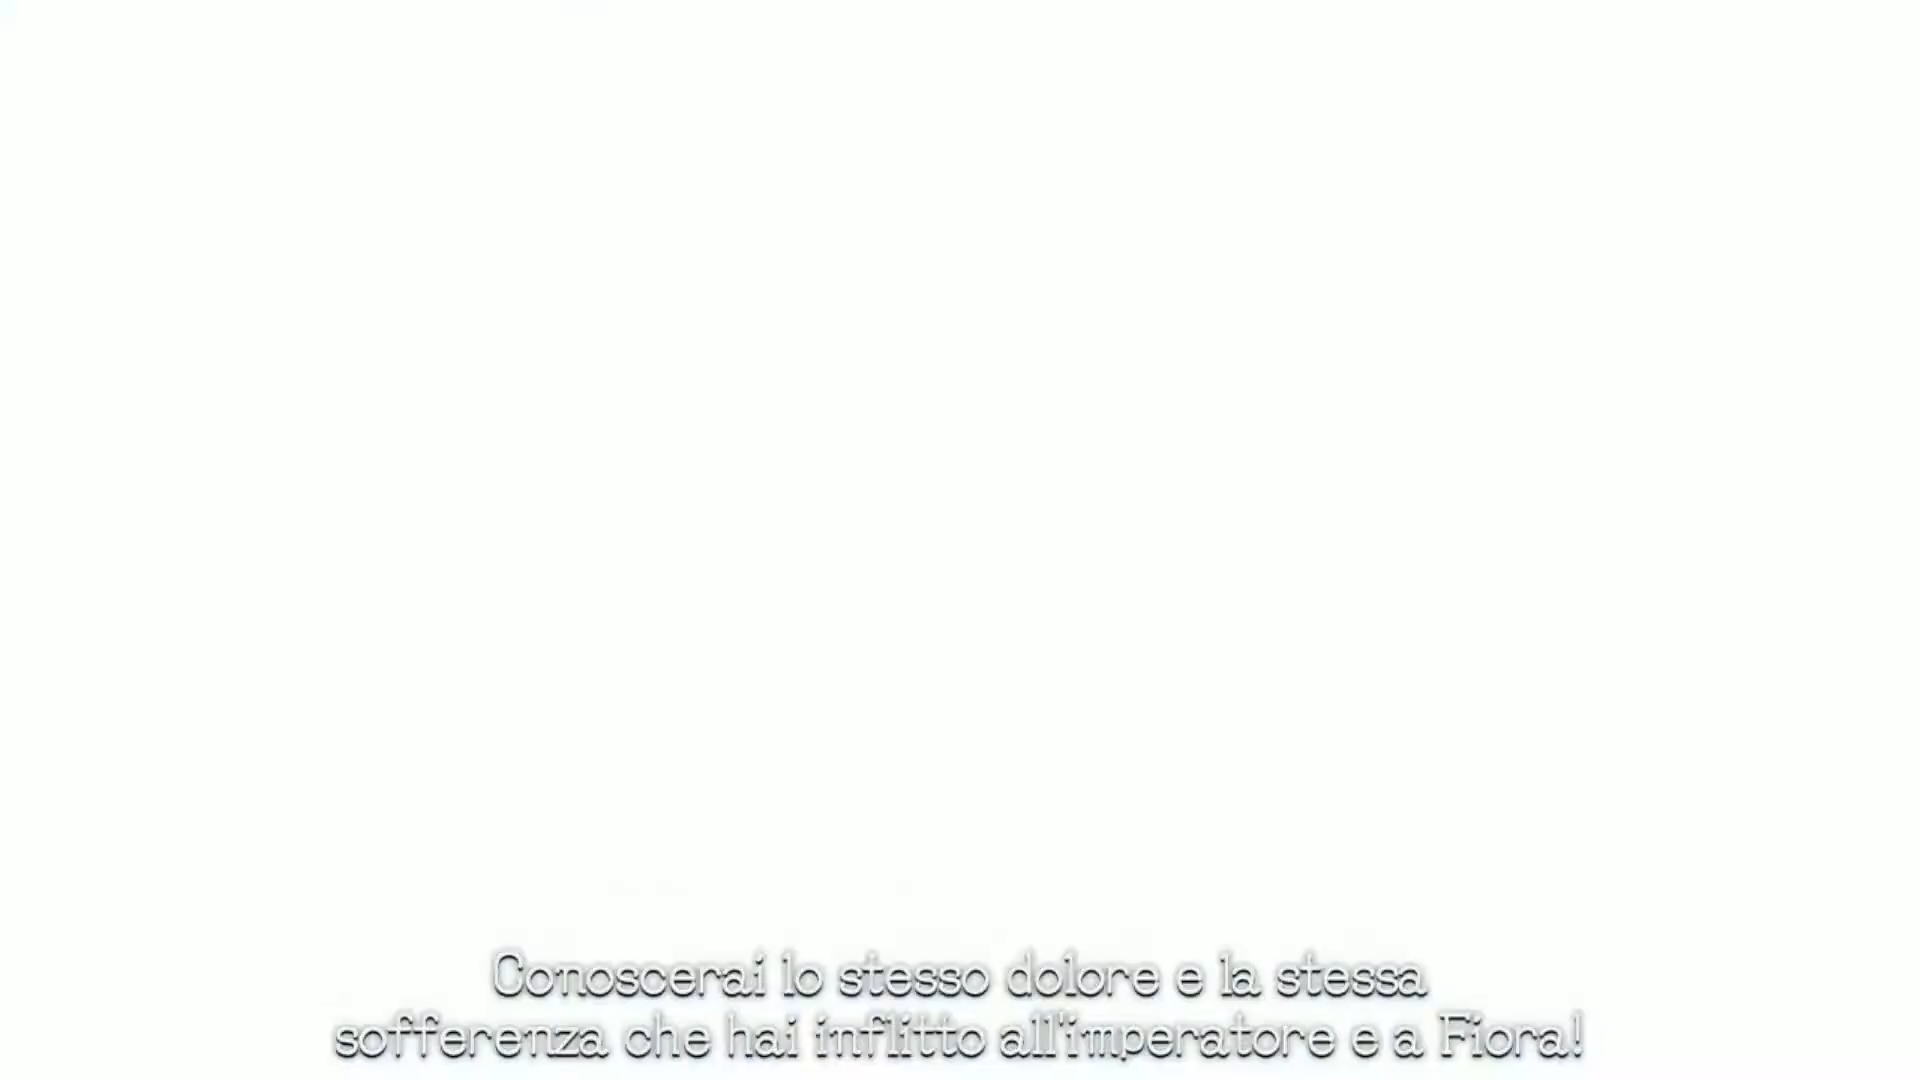 Conoscerai lo stesso dolore e la stessa
sofferenza che hai inflitto all'imperatore e a Fiora!